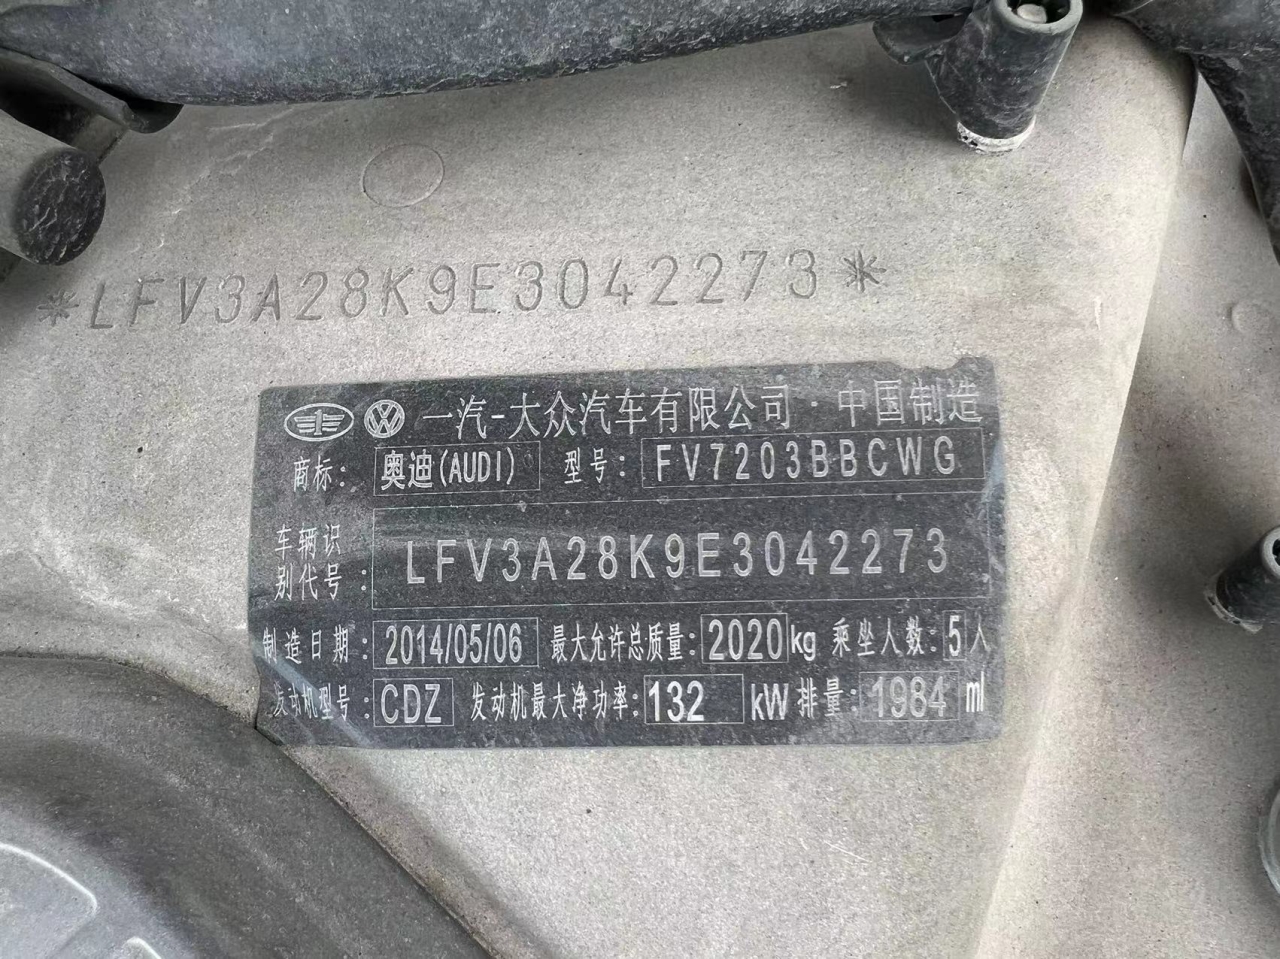 *LFV3A28K9E3042273*
一汽-大众汽车有限公司·中国制造
商标: 奥迪(AUDI) 型号: FV7203BBCWG
车辆识别代号: LFV3A28K9E3042273
制造日期: 2014/05/06 最大允许总质量: 2020kg 乘坐人数: 5人
发动机型号: CDZ 发动机最大净功率: 132 kW 排量: 1984 ml